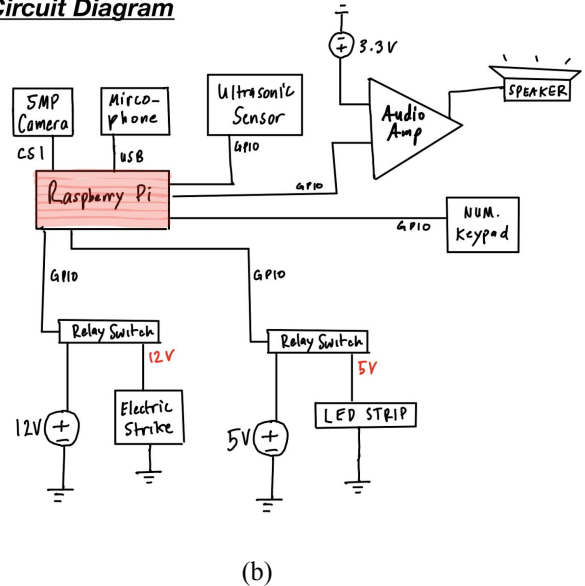 Circuit Diagram
3.3V
5MP
Camera
Mirco-
phone
Ultrasonic
Sensor
Audio
Amp
SPEAKER
CSI
USB
GPIO
Raspberry Pi
GPIO
GPIO
NUM.
Keypad
GPIO
GPIO
Relay Switch
Relay Switch
12V
5V
Electric
Strike
LED STRIP
12V
5V
(b)